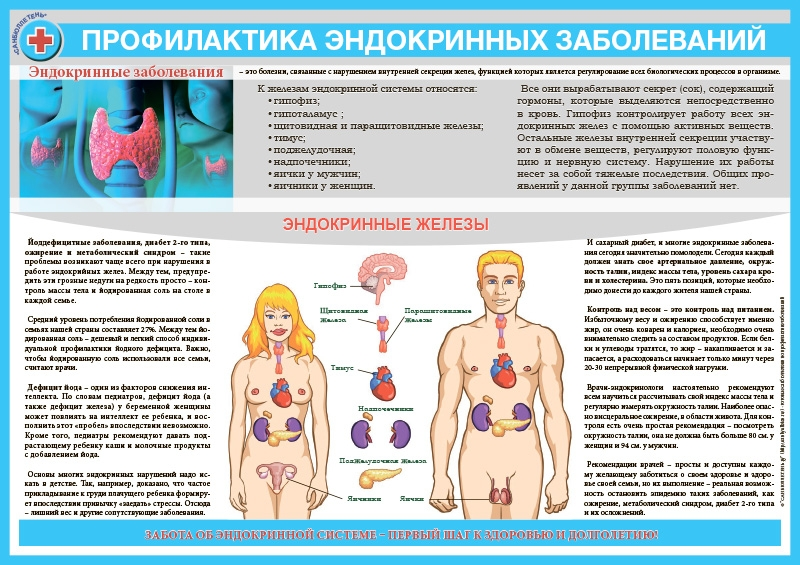 "САНБЮЛЛЕТЕНЬ"
ПРОФИЛАКТИКА ЭНДОКРИННЫХ ЗАБОЛЕВАНИЙ
Эндокринные заболевания – это болезни, связанные с нарушением внутренней секреции желез, функцией которых является регулирование всех биологических процессов в организме.
К железам эндокринной системы относятся:
• гипофиз;
• гипоталамус ;
• щитовидная и паращитовидные железы;
• тимус;
• поджелудочная;
• надпочечники;
• яички у мужчин;
• яичники у женщин.
Все они вырабатывают секрет (сок), содержащий
гормоны, которые выделяются непосредственно
в кровь. Гипофиз контролирует работу всех эн-
докринных желез с помощью активных веществ.
Остальные железы внутренней секреции участву-
ют в обмене веществ, регулируют половую функ-
цию и нервную систему. Нарушение их работы
несет за собой тяжелые последствия. Общих про-
явлений у данной группы заболеваний нет.
ЭНДОКРИННЫЕ ЖЕЛЕЗЫ
Йоддефицитные заболевания, диабет 2-го типа,
ожирение и метаболический синдром – такие
проблемы возникают чаще всего при нарушении в
работе эндокрийных желез. Между тем, предупре-
дить эти грозные недуги на редкость просто – кон-
троль массы тела и йодированная соль на столе в
каждой семье.
Средний уровень потребления йодированной соли в
семьях нашей страны составляет 27%. Между тем йо-
дированная соль – дешевый и легкий способ индиви-
дуальной профилактики йодного дефицита. Важно,
чтобы йодированную соль использовали все семьи,
считают врачи.
Дефицит йода – один из факторов снижения ин-
теллекта. По словам педиатров, дефицит йода (а
также дефицит железа) у беременной женщины
может повлиять на интеллект ее ребенка, и вос-
полнить этот «пробел» впоследствии невозможно.
Кроме того, педиатры рекомендуют давать под-
растающему ребенку каши и молочные продукты
с добавлением йода.
Основы многих эндокринных нарушений надо ис-
кать в детстве. Так, например, доказано, что частое
прикладывание к груди плачущего ребенка формиру-
ет впоследствии привычку «заедать» стрессы. Отсюда
– лишний вес и другие сопутствующие заболевания.
Гипофиз
Щитовидная
железа
Паращитовидные
железы
Тимус
Надпочечники
Поджелудочная железа
Яичники
Яички
И сахарный диабет, и многие эндокринные заболева-
ния сегодня значительно помолодели. Сегодня каждый
должен знать свое артериальное давление, окруж-
ность талии, индекс массы тела, уровень сахара кро-
ви и холестерина. Это пять позиций, которые необхо-
димо донести до каждого жителя нашей страны.
Контроль над весом – это контроль над питанием.
Избыточному весу и ожирению способствует именно
жир, он очень коварен и калориен, необходимо очень
внимательно следить за составом продуктов. Если бел-
ки и углеводы тратятся, то жир – накапливается и за-
пасается, а расходоваться начинает только минут через
20-30 непрерывной физической нагрузки.
Врачи-эндокринологи настоятельно рекомендуют
всем научиться рассчитывать свой индекс массы тела и
регулярно измерять окружность талии. Наиболее опас-
но висцеральное ожирение, в области живота. Для кон-
троля есть очень простая рекомендация – посмотреть
окружность талии, она не должна быть больше 80 см. у
женщин и 94 см. у мужчин.
Рекомендации врачей – просты и доступны каждо-
му желающему заботиться о своем здоровье и здоро-
вье своей семьи, но их выполнение – реальная возмож-
ность остановить эпидемию таких заболеваний, как
ожирение, метаболический синдром, диабет 2-го типа
и их осложнений.
ЗАБОТА ОБ ЭНДОКРИННОЙ СИСТЕМЕ – ПЕРВЫЙ ШАГ К ЗДОРОВЬЮ И ДОЛГОЛЕТИЮ!